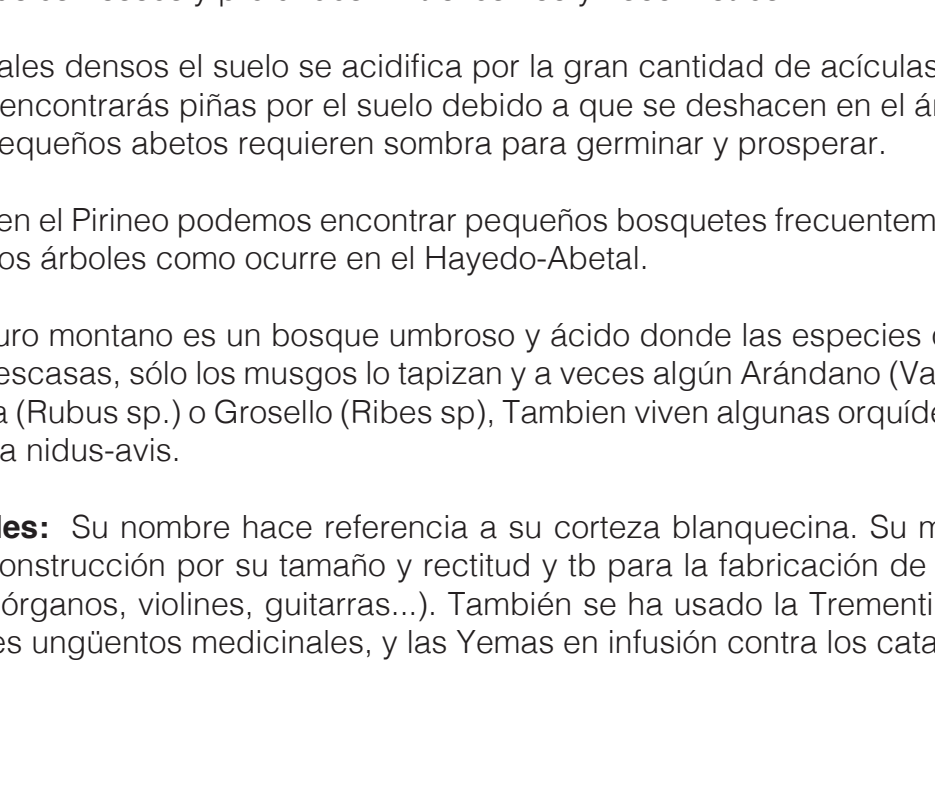 ales densos el suelo se acidifica por la gran cantidad de acículas
encontrarás piñas por el suelo debido a que se deshacen en el ár
equeños abetos requieren sombra para germinar y prosperar.
en el Pirineo podemos encontrar pequeños bosquetes frecuentem
os árboles como ocurre en el Hayedo-Abetal.
uro montano es un bosque umbroso y ácido donde las especies
escasas, sólo los musgos lo tapizan y a veces algún Arándano (Va
a (Rubus sp.) o Grosello (Ribes sp), Tambien viven algunas orquíde
a nidus-avis.
les: Su nombre hace referencia a su corteza blanquecina. Su m
onstrucción por su tamaño y rectitud y tb para la fabricación de
órganos, violines, guitarras...). También se ha usado la Trementi
es ungüentos medicinales, y las Yemas en infusión contra los cata